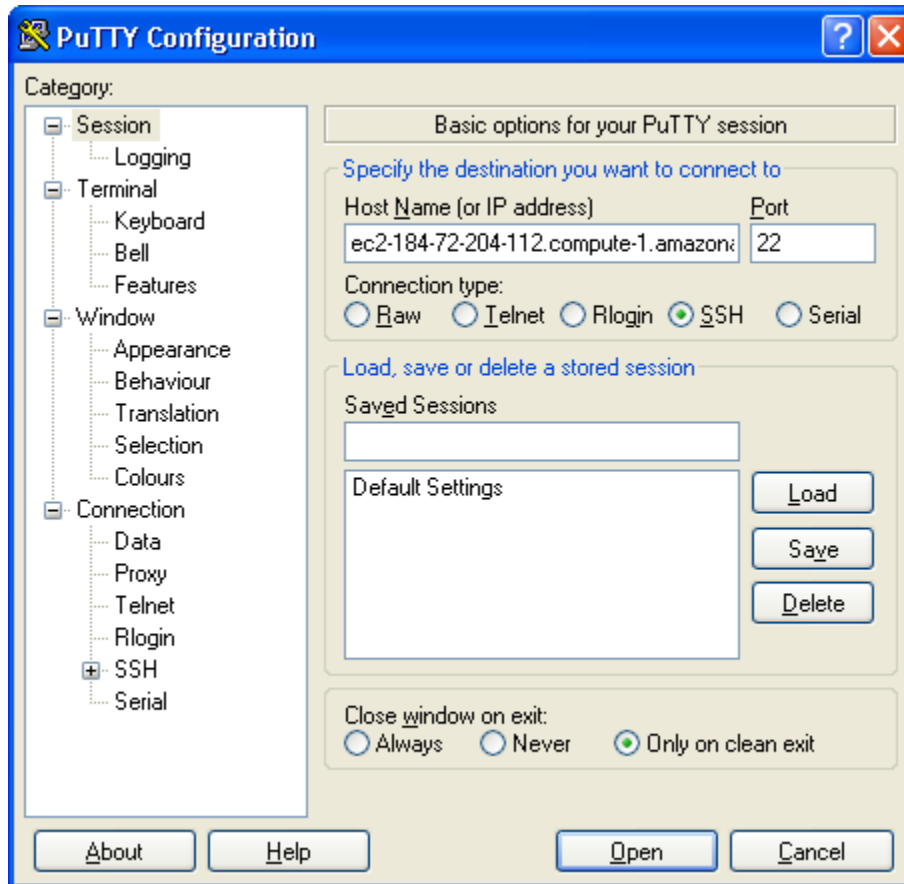 PuTTY Configuration
Category:
Session
Logging
Terminal
Keyboard
Bell
Features
Window
Appearance
Behaviour
Translation
Selection
Colours
Connection
Data
Proxy
Telnet
Rlogin
SSH
Serial
Basic options for your PuTTY session
Specify the destination you want to connect to
Host Name (or IP address) Port
ec2-184-72-204-112.compute-1.amazona 22
Connection type:
Raw Telnet Rlogin SSH Serial
Load, save or delete a stored session
Saved Sessions
Default Settings
Load
Save
Delete
Close window on exit:
Always Never Only on clean exit
About Help Open Cancel